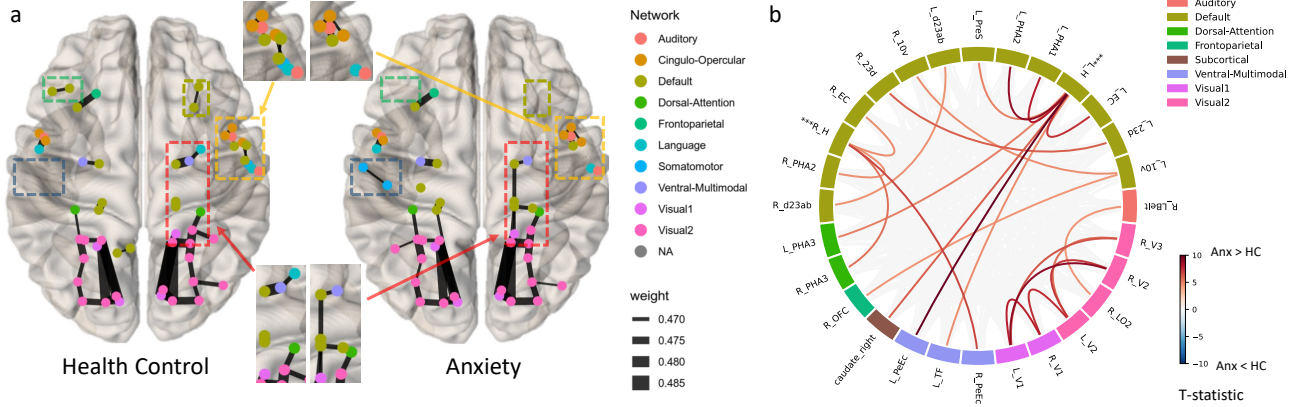 a
Health Control
Anxiety
Network
Auditory
Cingulo-Opercular
Default
Dorsal-Attention
Frontoparietal
Language
Somatomotor
Ventral-Multimodal
Visual1
Visual2
NA
weight
0.470
0.475
0.480
0.485
b
L_PreS
L_PHA2
L_PHA1
***L_H
L_EC
L_23d
L_10v
R_LBelt
R_V3
R_V2
R_LO2
L_V2
R_V1
L_V1
R_PeEc
L_TF
L_PeEc
caudate_right
R_OFC
R_PHA3
L_PHA3
R_d23ab
R_PHA2
***R_H
R_EC
R_23d
R_10v
L_d23ab
Auditory
Default
Dorsal-Attention
Frontoparietal
Subcortical
Ventral-Multimodal
Visual1
Visual2
Anx > HC
10
5
0
−5
−10
Anx < HC
T-statistic